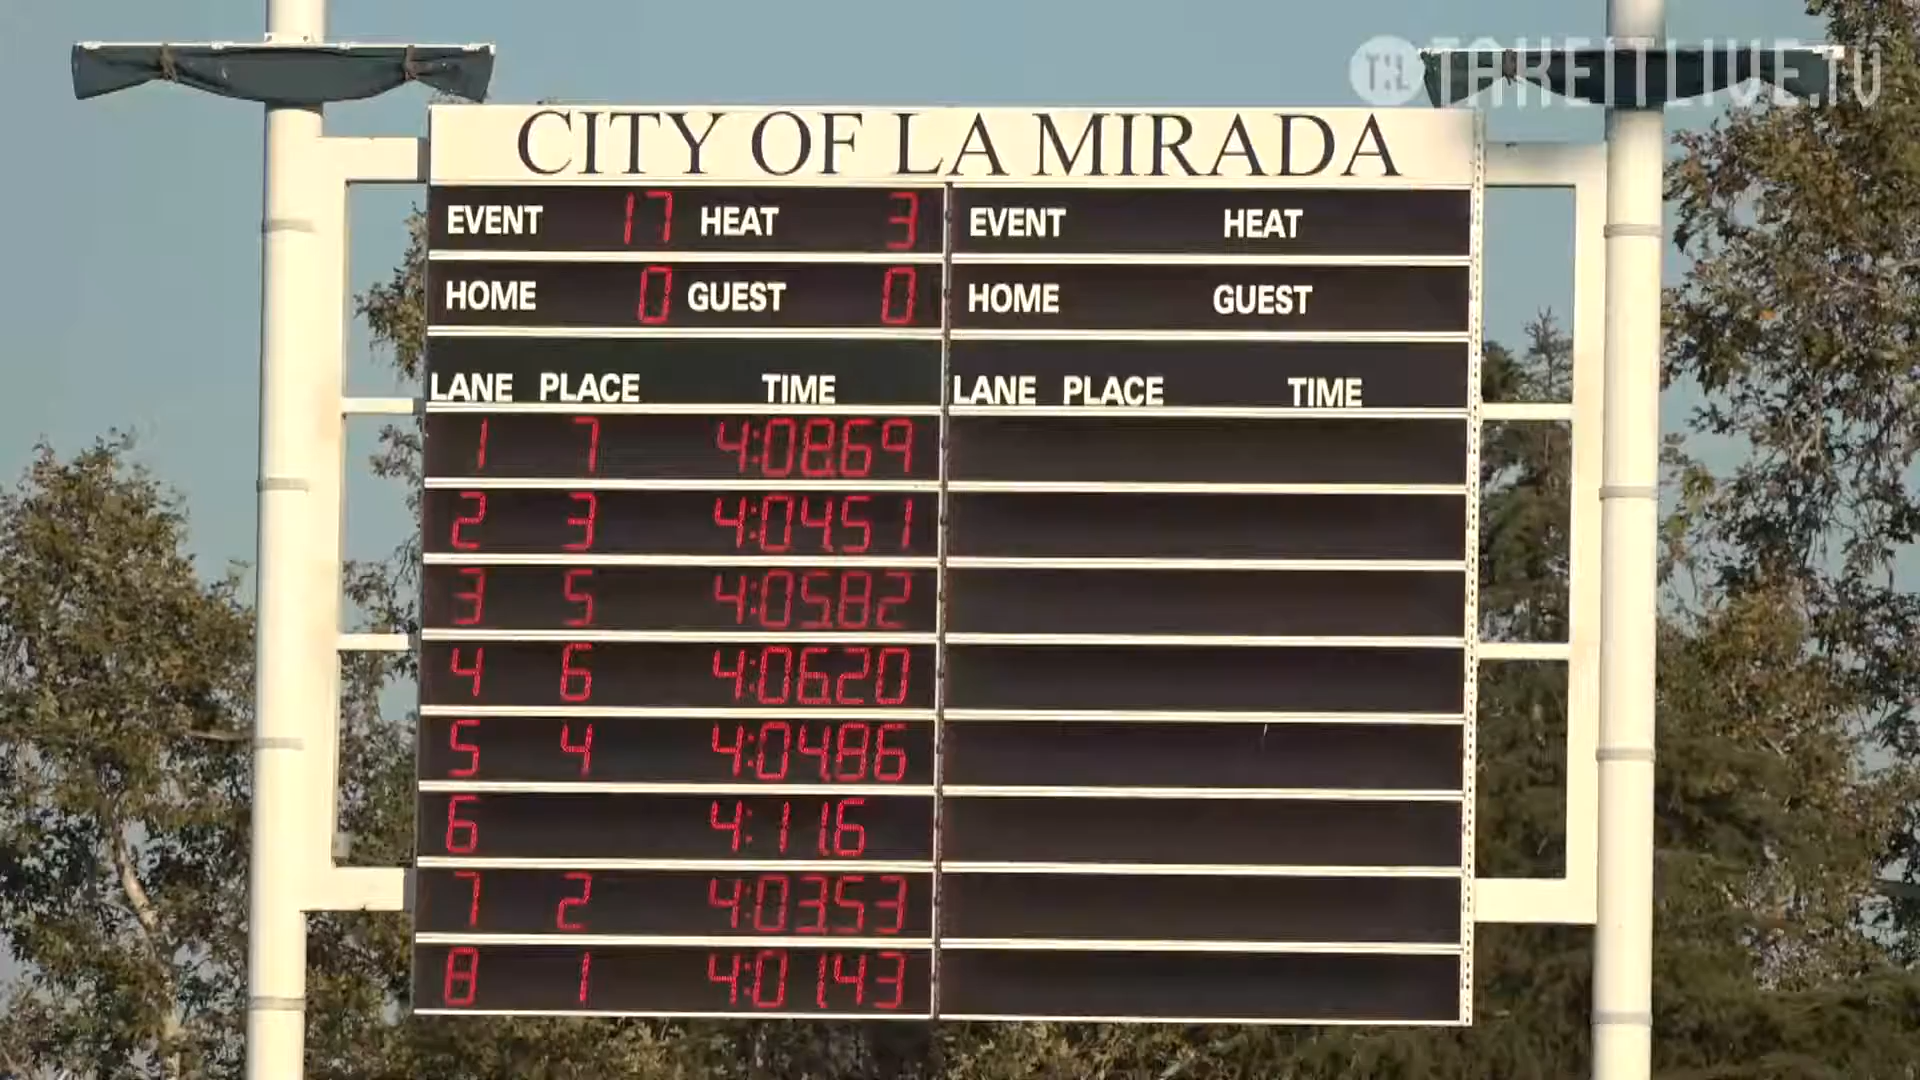 TKL TAKEITLIVE.TV
CITY OF LA MIRADA
EVENT 17 HEAT 3 EVENT HEAT
HOME 0 GUEST 0 HOME GUEST
LANE PLACE TIME LANE PLACE TIME
1 7 4:08.69
2 3 4:04.51
3 5 4:05.82
4 6 4:06.20
5 4 4:04.86
6 4:11.6
7 2 4:03.53
8 1 4:01.43